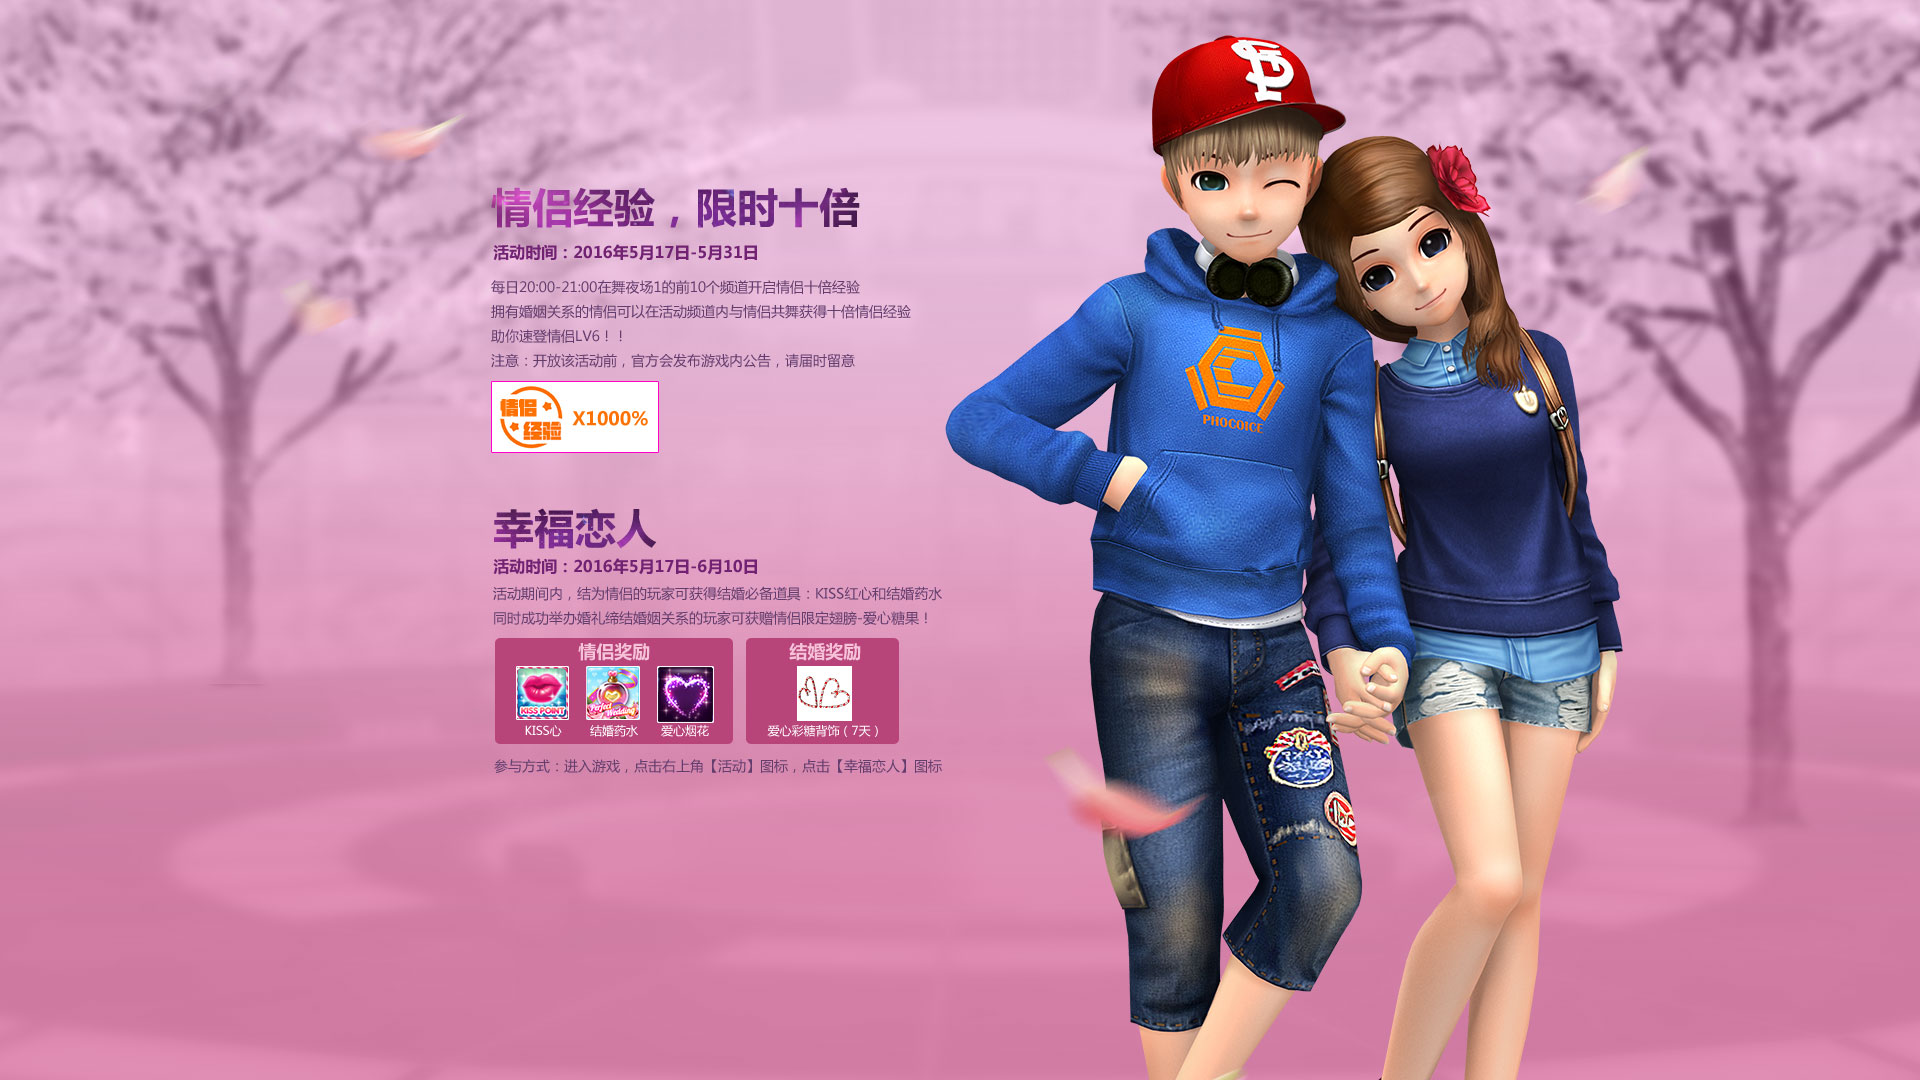 情侣经验，限时十倍
活动时间：2016年5月17日-5月31日
每日20:00-21:00在舞夜场1的前10个频道开启情侣十倍经验
拥有婚姻关系的情侣可以在活动频道内与情侣共舞获得十倍情侣经验
助你速登情侣LV6！！
注意：开放该活动前，官方会发布游戏内公告，请届时留意
情侣
经验
X1000%
幸福恋人
活动时间：2016年5月17日-6月10日
活动期间内，结为情侣的玩家可获得结婚必备道具：KISS红心和结婚药水
同时成功举办婚礼缔结婚姻关系的玩家可获赠情侣限定翅膀-爱心糖果！
情侣奖励
KISS POINT
Perfect Wedding
KISS心
结婚药水
爱心烟花
结婚奖励
爱心彩糖背饰（7天）
参与方式：进入游戏，点击右上角【活动】图标，点击【幸福恋人】图标
PHOCOICE